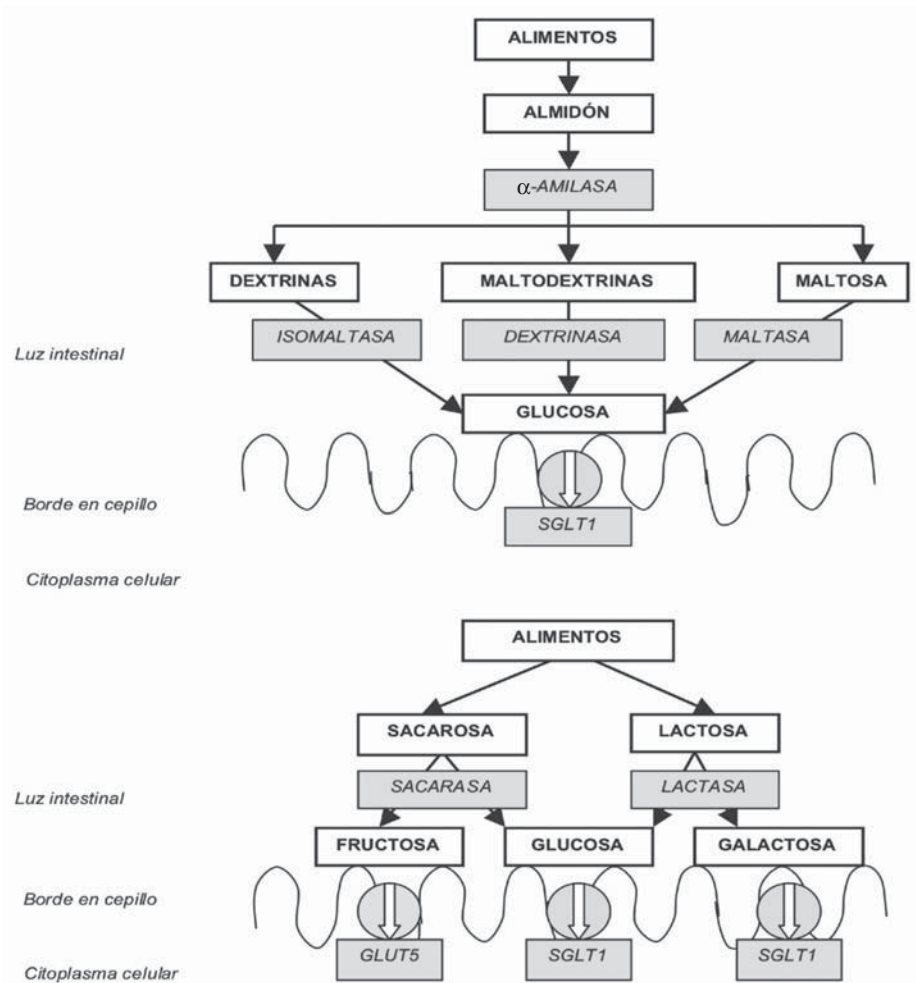 ALIMENTOS
ALMIDÓN
α-AMILASA
DEXTRINAS
MALTODEXTRINAS
MALTOSA
ISOMALTASA
DEXTRINASA
MALTASA
Luz intestinal
GLUCOSA
Borde en cepillo
SGLT1
Citoplasma celular
ALIMENTOS
SACAROSA
LACTOSA
SACARASA
LACTASA
Luz intestinal
FRUCTOSA
GLUCOSA
GALACTOSA
Borde en cepillo
GLUT5
SGLT1
SGLT1
Citoplasma celular